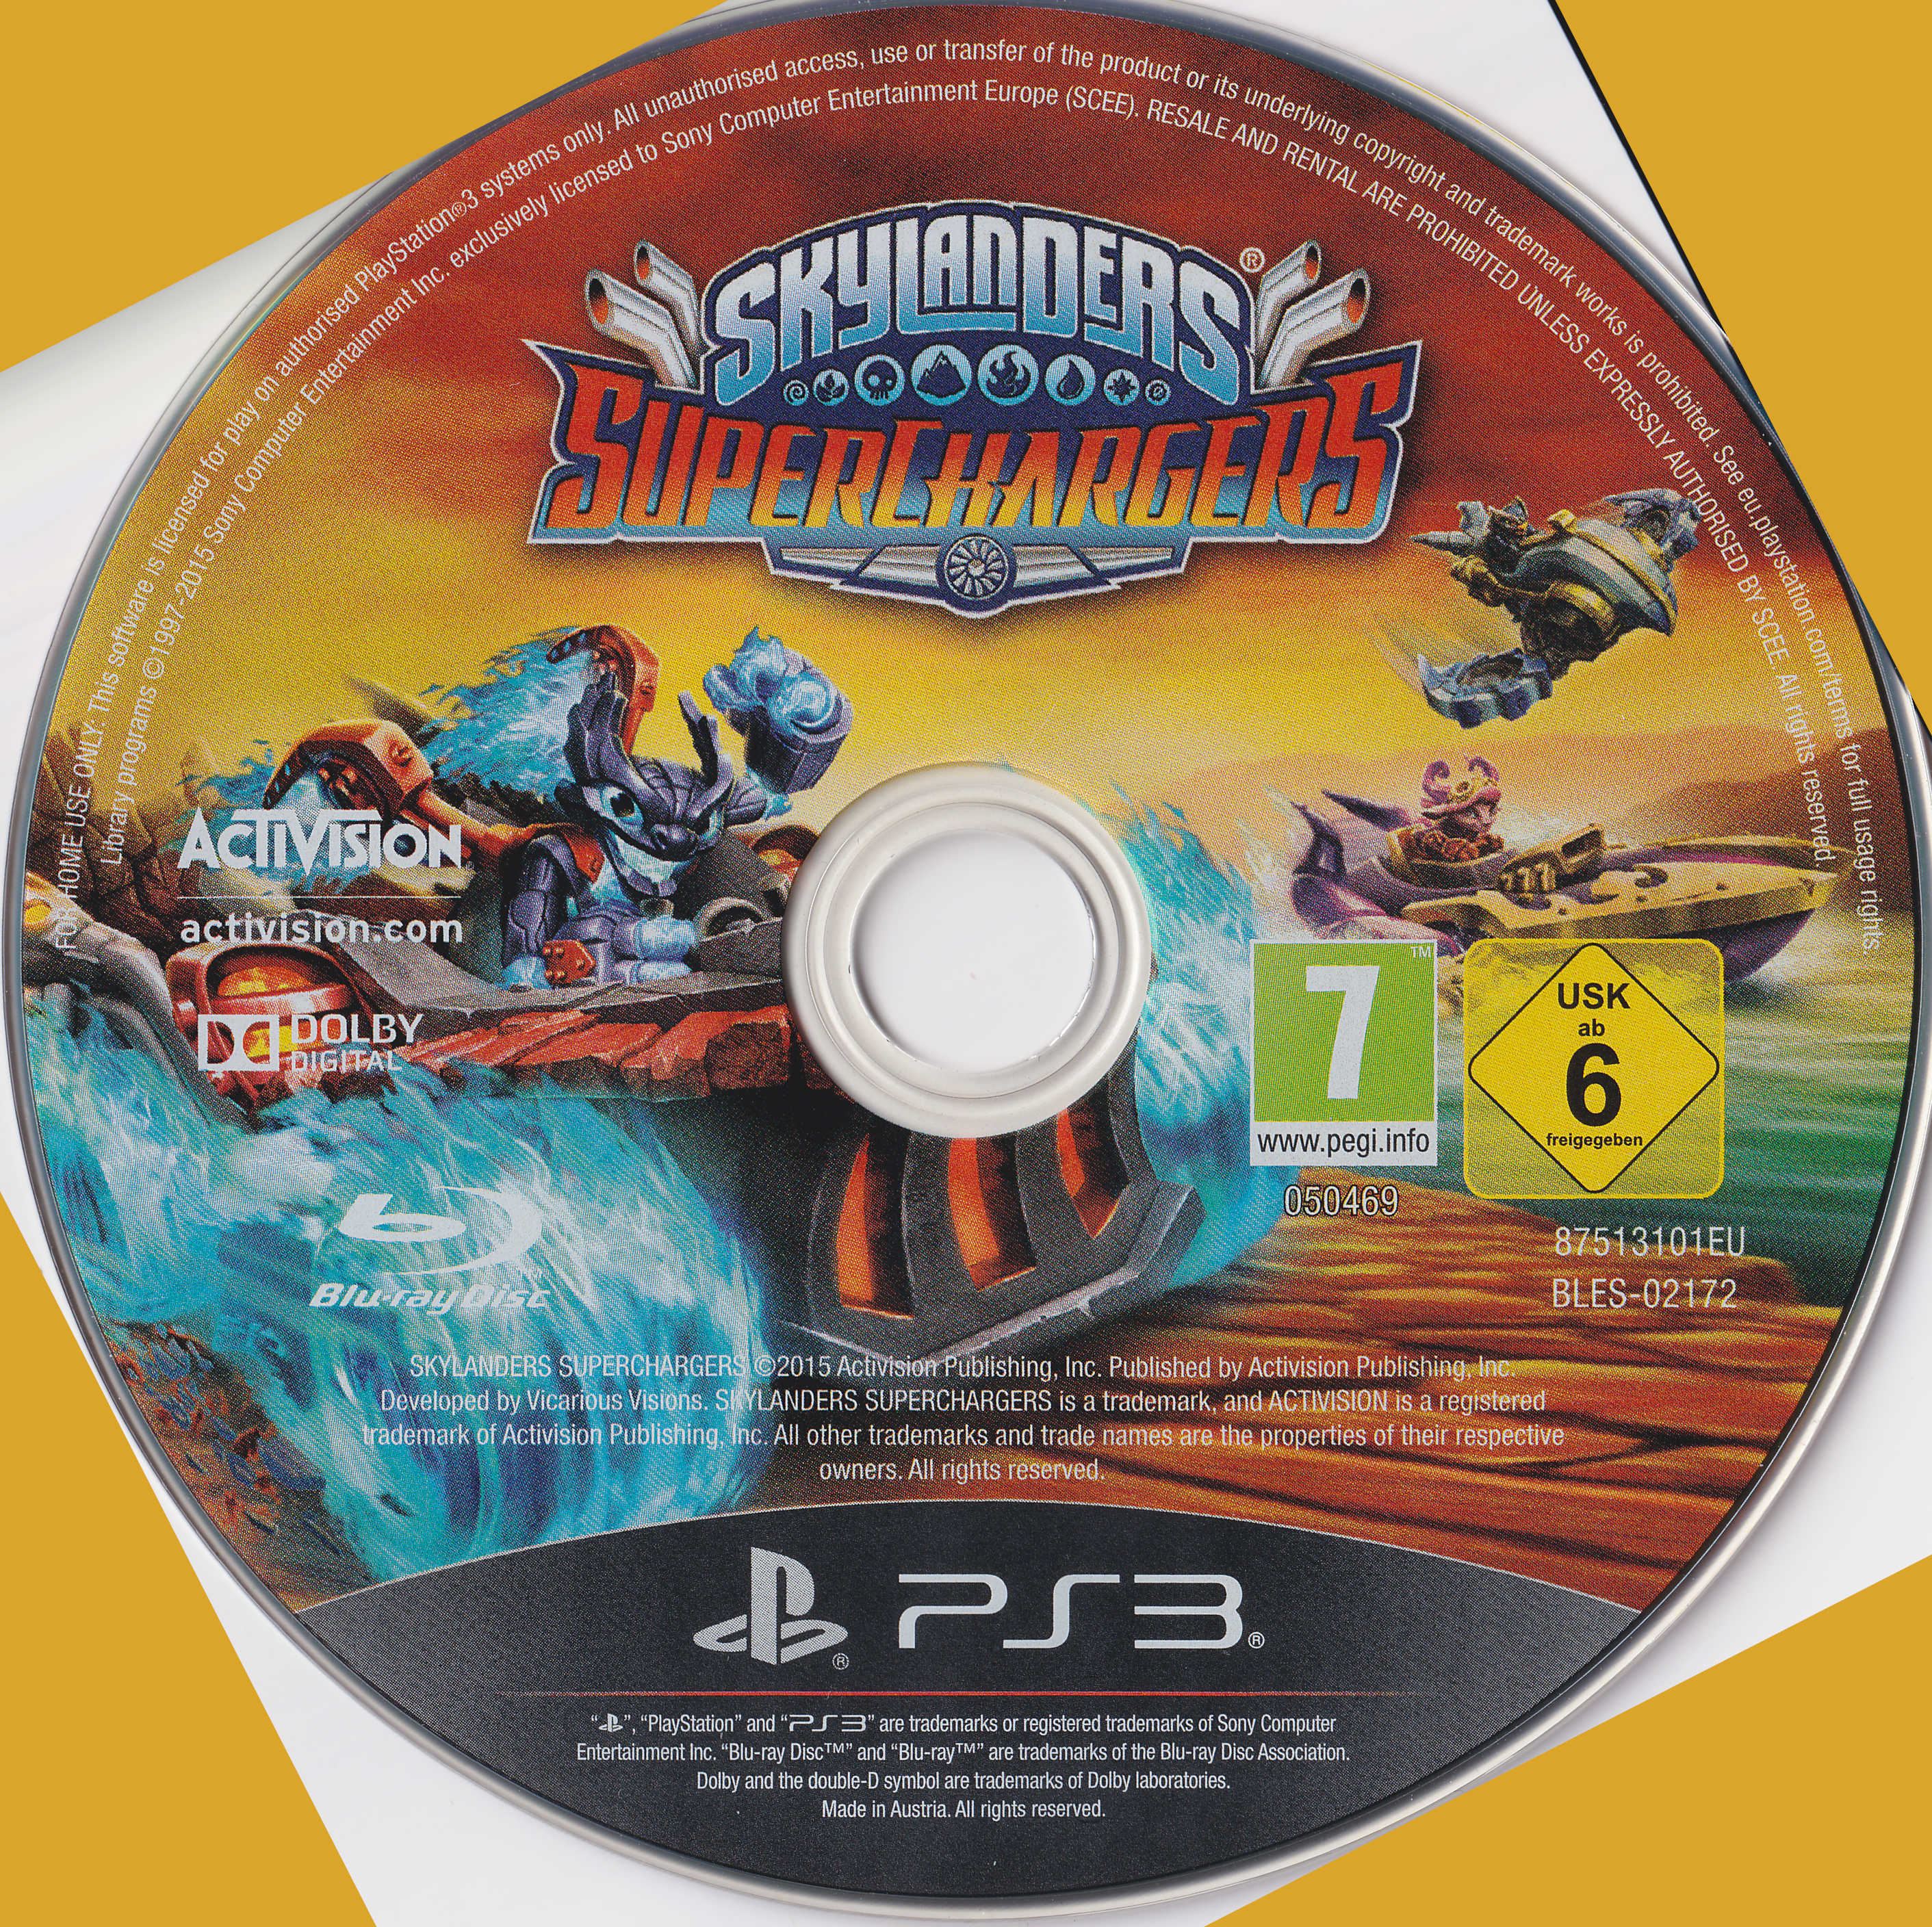 FOR HOME USE ONLY: This software is licensed for play on authorised PlayStation®3 systems only. All unauthorised access, use or transfer of the product or its underlying copyright and trademark works is prohibited. See eu.playstation.com/terms for full usage rights.
Library programs ©1997-2015 Sony Computer Entertainment Inc. exclusively licensed to Sony Computer Entertainment Europe (SCEE). RESALE AND RENTAL ARE PROHIBITED UNLESS EXPRESSLY AUTHORISED BY SCEE. All rights reserved.
SKYLANDERS®
SUPERCHARGERS
ACTIVISION
activision.com
DOLBY
DIGITAL
7™
www.pegi.info
USK
ab
6
freigegeben
050469
87513101EU
BLES-02172
Blu-ray Disc™
SKYLANDERS SUPERCHARGERS ©2015 Activision Publishing, Inc. Published by Activision Publishing, Inc.
Developed by Vicarious Visions. SKYLANDERS SUPERCHARGERS is a trademark, and ACTIVISION is a registered
trademark of Activision Publishing, Inc. All other trademarks and trade names are the properties of their respective
owners. All rights reserved.
® PS3®
“PS”, “PlayStation” and “PS3” are trademarks or registered trademarks of Sony Computer
Entertainment Inc. “Blu-ray Disc™” and “Blu-ray™” are trademarks of the Blu-ray Disc Association.
Dolby and the double-D symbol are trademarks of Dolby laboratories.
Made in Austria. All rights reserved.